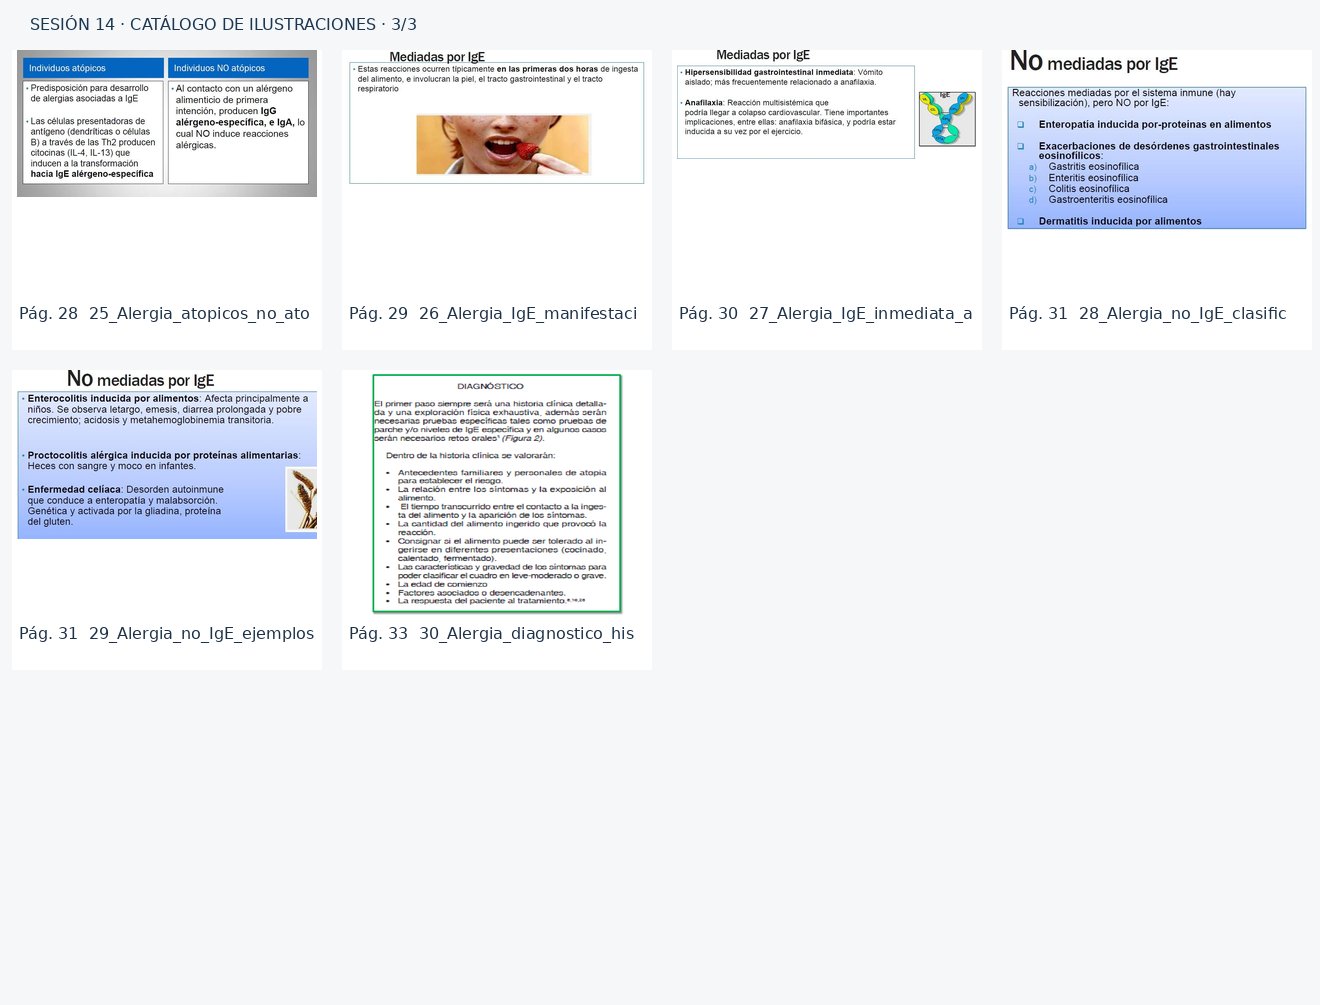 SESIÓN 14 · CATÁLOGO DE ILUSTRACIONES · 3/3
Individuos atópicos
• Predisposición para desarrollo
de alergias asociadas a IgE
• Las células presentadoras de
antígeno (dendríticas o células
B) a través de las Th2 producen
citocinas (IL-4, IL-13) que
inducen a la transformación
hacia IgE alérgeno-específica
Individuos NO atópicos
• Al contacto con un alérgeno
alimenticio de primera
intención, producen IgG
alérgeno-específica, e IgA, lo
cual NO induce reacciones
alérgicas.
Pág. 28 25_Alergia_atopicos_no_ato
Mediadas por IgE
• Estas reacciones ocurren típicamente en las primeras dos horas de ingesta
del alimento, e involucran la piel, el tracto gastrointestinal y el tracto
respiratorio
Pág. 29 26_Alergia_IgE_manifestaci
Mediadas por IgE
• Hipersensibilidad gastrointestinal inmediata: Vómito
aislado; más frecuentemente relacionado a anafilaxia.
• Anafilaxia: Reacción multisistémica que
podría llegar a colapso cardiovascular. Tiene importantes
implicaciones, entre ellas: anafilaxia bifásica, y podría estar
inducida a su vez por el ejercicio.
IgE
Pág. 30 27_Alergia_IgE_inmediata_a
No mediadas por IgE
Reacciones mediadas por el sistema inmune (hay
sensibilización), pero NO por IgE:
❑ Enteropatía inducida por-proteínas en alimentos
❑ Exacerbaciones de desórdenes gastrointestinales
eosinofílicos:
a) Gastritis eosinofílica
b) Enteritis eosinofílica
c) Colitis eosinofílica
d) Gastroenteritis eosinofílica
❑ Dermatitis inducida por alimentos
Pág. 31 28_Alergia_no_IgE_clasific
No mediadas por IgE
• Enterocolitis inducida por alimentos: Afecta principalmente a
niños. Se observa letargo, emesis, diarrea prolongada y pobre
crecimiento; acidosis y metahemoglobinemia transitoria.
• Proctocolitis alérgica inducida por proteínas alimentarias:
Heces con sangre y moco en infantes.
• Enfermedad celíaca: Desorden autoinmune
que conduce a enteropatía y malabsorción.
Genética y activada por la gliadina, proteína
del gluten.
Pág. 31 29_Alergia_no_IgE_ejemplos
DIAGNÓSTICO
El primer paso siempre será una historia clínica detalla-
da y una exploración física exhaustiva, además serán
necesarias pruebas específicas tales como pruebas de
parche y/o niveles de IgE específica y en algunos casos
serán necesarios retos orales¹ (Figura 2).
Dentro de la historia clínica se valorarán:
• Antecedentes familiares y personales de atopia
para establecer el riesgo.
• La relación entre los síntomas y la exposición al
alimento.
• El tiempo transcurrido entre el contacto a la inges-
ta del alimento y la aparición de los síntomas.
• La cantidad del alimento ingerido que provocó la
reacción.
• Consignar si el alimento puede ser tolerado al in-
gerirse en diferentes presentaciones (cocinado,
calentado, fermentado).
• Las características y gravedad de los síntomas para
poder clasificar el cuadro en leve-moderado o grave.
• La edad de comienzo
• Factores asociados o desencadenantes.
• La respuesta del paciente al tratamiento.
Pág. 33 30_Alergia_diagnostico_his